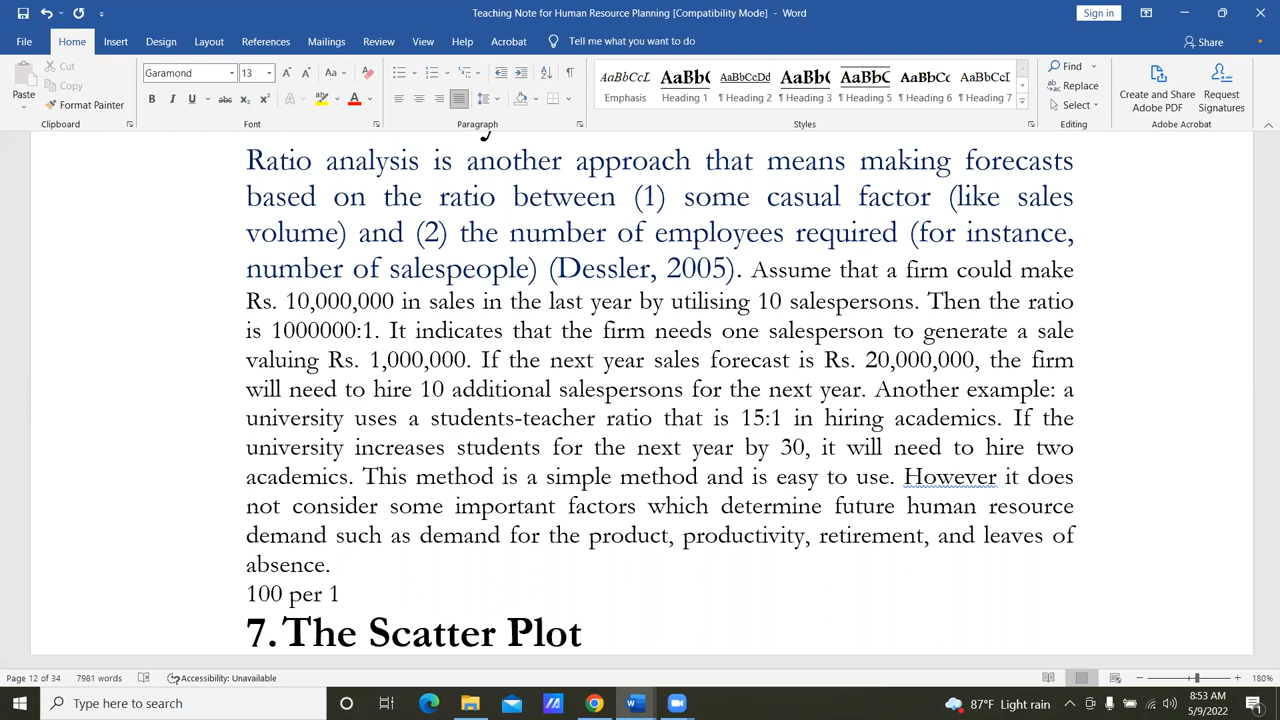 Teaching Note for Human Resource Planning [Compatibility Mode] - Word
Sign in
File Home Insert Design Layout References Mailings Review View Help Acrobat Tell me what you want to do Share
Paste Cut Copy Format Painter
Garamond 13
Aa
B I U abc x₂ x² A A
AaBbCcL AaBb( AaBbCcDd AaBb( AaBbC AaBbCc AaBbCcD
Emphasis Heading 1 ¶ Heading 2 ¶ Heading 3 ¶ Heading 5 ¶ Heading 6 ¶ Heading 7
Find Replace Select
Create and Share Adobe PDF
Request Signatures
Clipboard Font Paragraph Styles Editing Adobe Acrobat
Ratio analysis is another approach that means making forecasts
based on the ratio between (1) some casual factor (like sales
volume) and (2) the number of employees required (for instance,
number of salespeople) (Dessler, 2005). Assume that a firm could make
Rs. 10,000,000 in sales in the last year by utilising 10 salespersons. Then the ratio
is 1000000:1. It indicates that the firm needs one salesperson to generate a sale
valuing Rs. 1,000,000. If the next year sales forecast is Rs. 20,000,000, the firm
will need to hire 10 additional salespersons for the next year. Another example: a
university uses a students-teacher ratio that is 15:1 in hiring academics. If the
university increases students for the next year by 30, it will need to hire two
academics. This method is a simple method and is easy to use. However it does
not consider some important factors which determine future human resource
demand such as demand for the product, productivity, retirement, and leaves of
absence.
100 per 1
7. The Scatter Plot
Page 12 of 34 7981 words Accessibility: Unavailable 180%
Type here to search
87°F Light rain
8:53 AM
5/9/2022